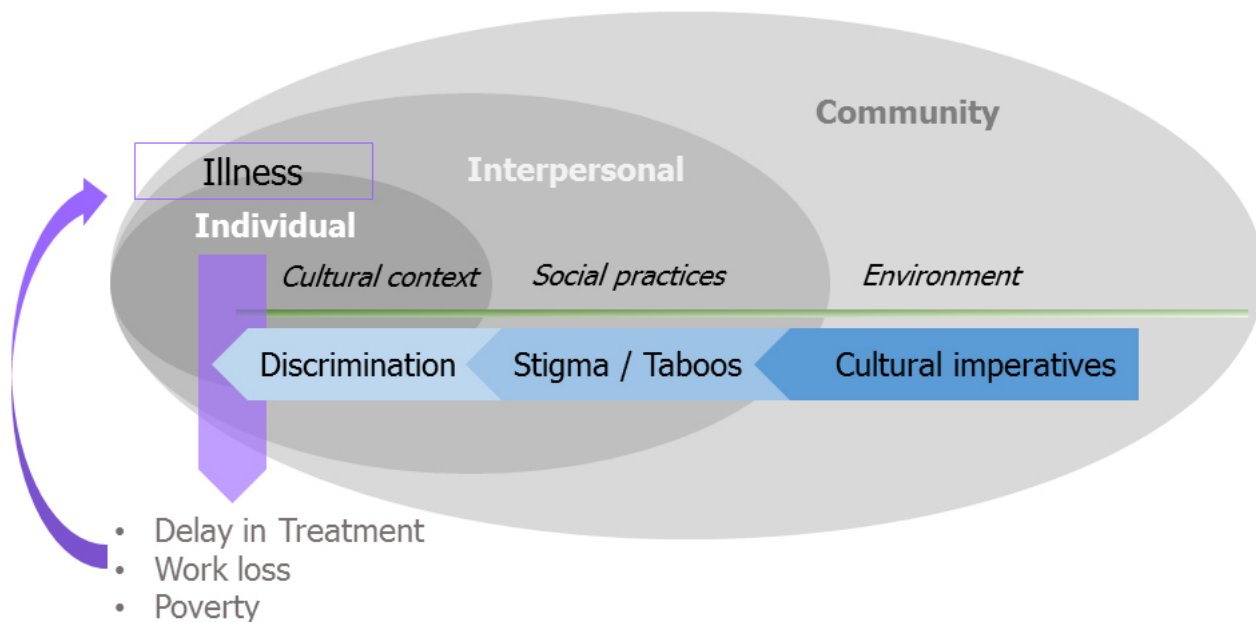 Community
Illness
Interpersonal
Individual
Cultural context
Social practices
Environment
Discrimination
Stigma / Taboos
Cultural imperatives
• Delay in Treatment
• Work loss
• Poverty